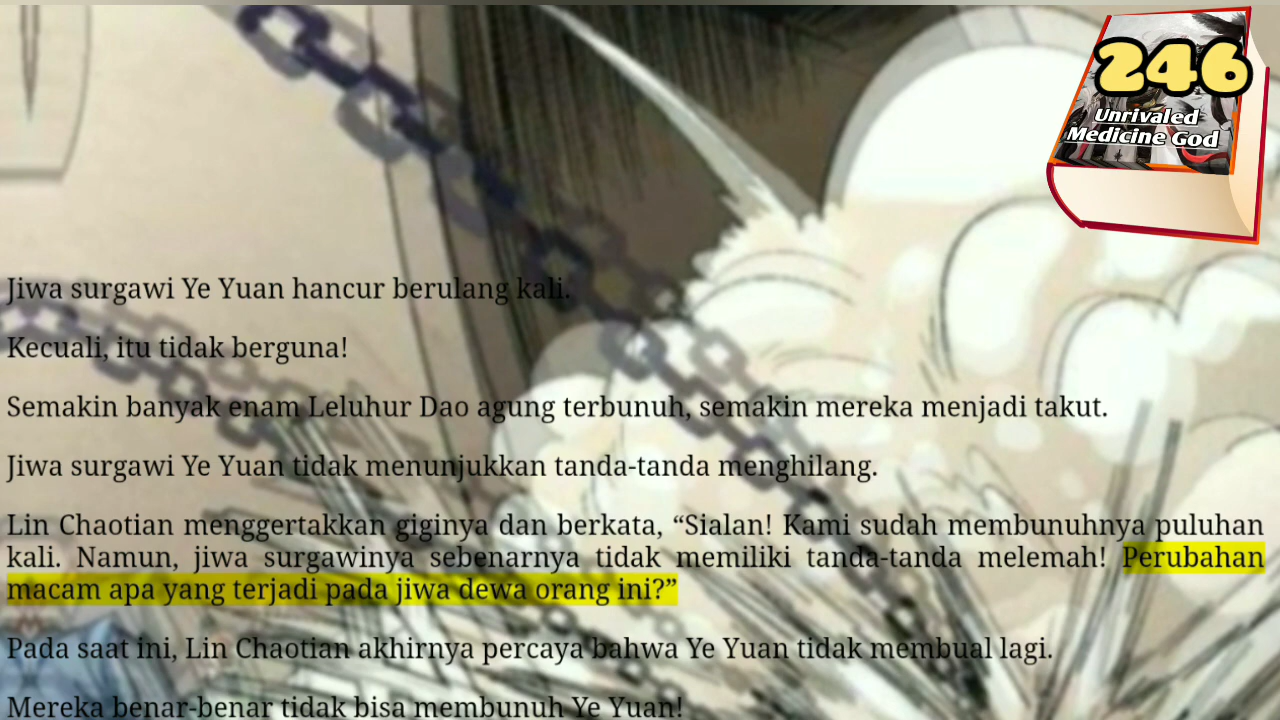 246
Unrivaled
Medicine God
Jiwa surgawi Ye Yuan hancur berulang kali.
Kecuali, itu tidak berguna!
Semakin banyak enam Leluhur Dao agung terbunuh, semakin mereka menjadi takut.
Jiwa surgawi Ye Yuan tidak menunjukkan tanda-tanda menghilang.
Lin Chaotian menggertakkan giginya dan berkata, “Sialan! Kami sudah membunuhnya puluhan
kali. Namun, jiwa surgawinya sebenarnya tidak memiliki tanda-tanda melemah! Perubahan
macam apa yang terjadi pada jiwa dewa orang ini?”
Pada saat ini, Lin Chaotian akhirnya percaya bahwa Ye Yuan tidak membual lagi.
Mereka benar-benar tidak bisa membunuh Ye Yuan!